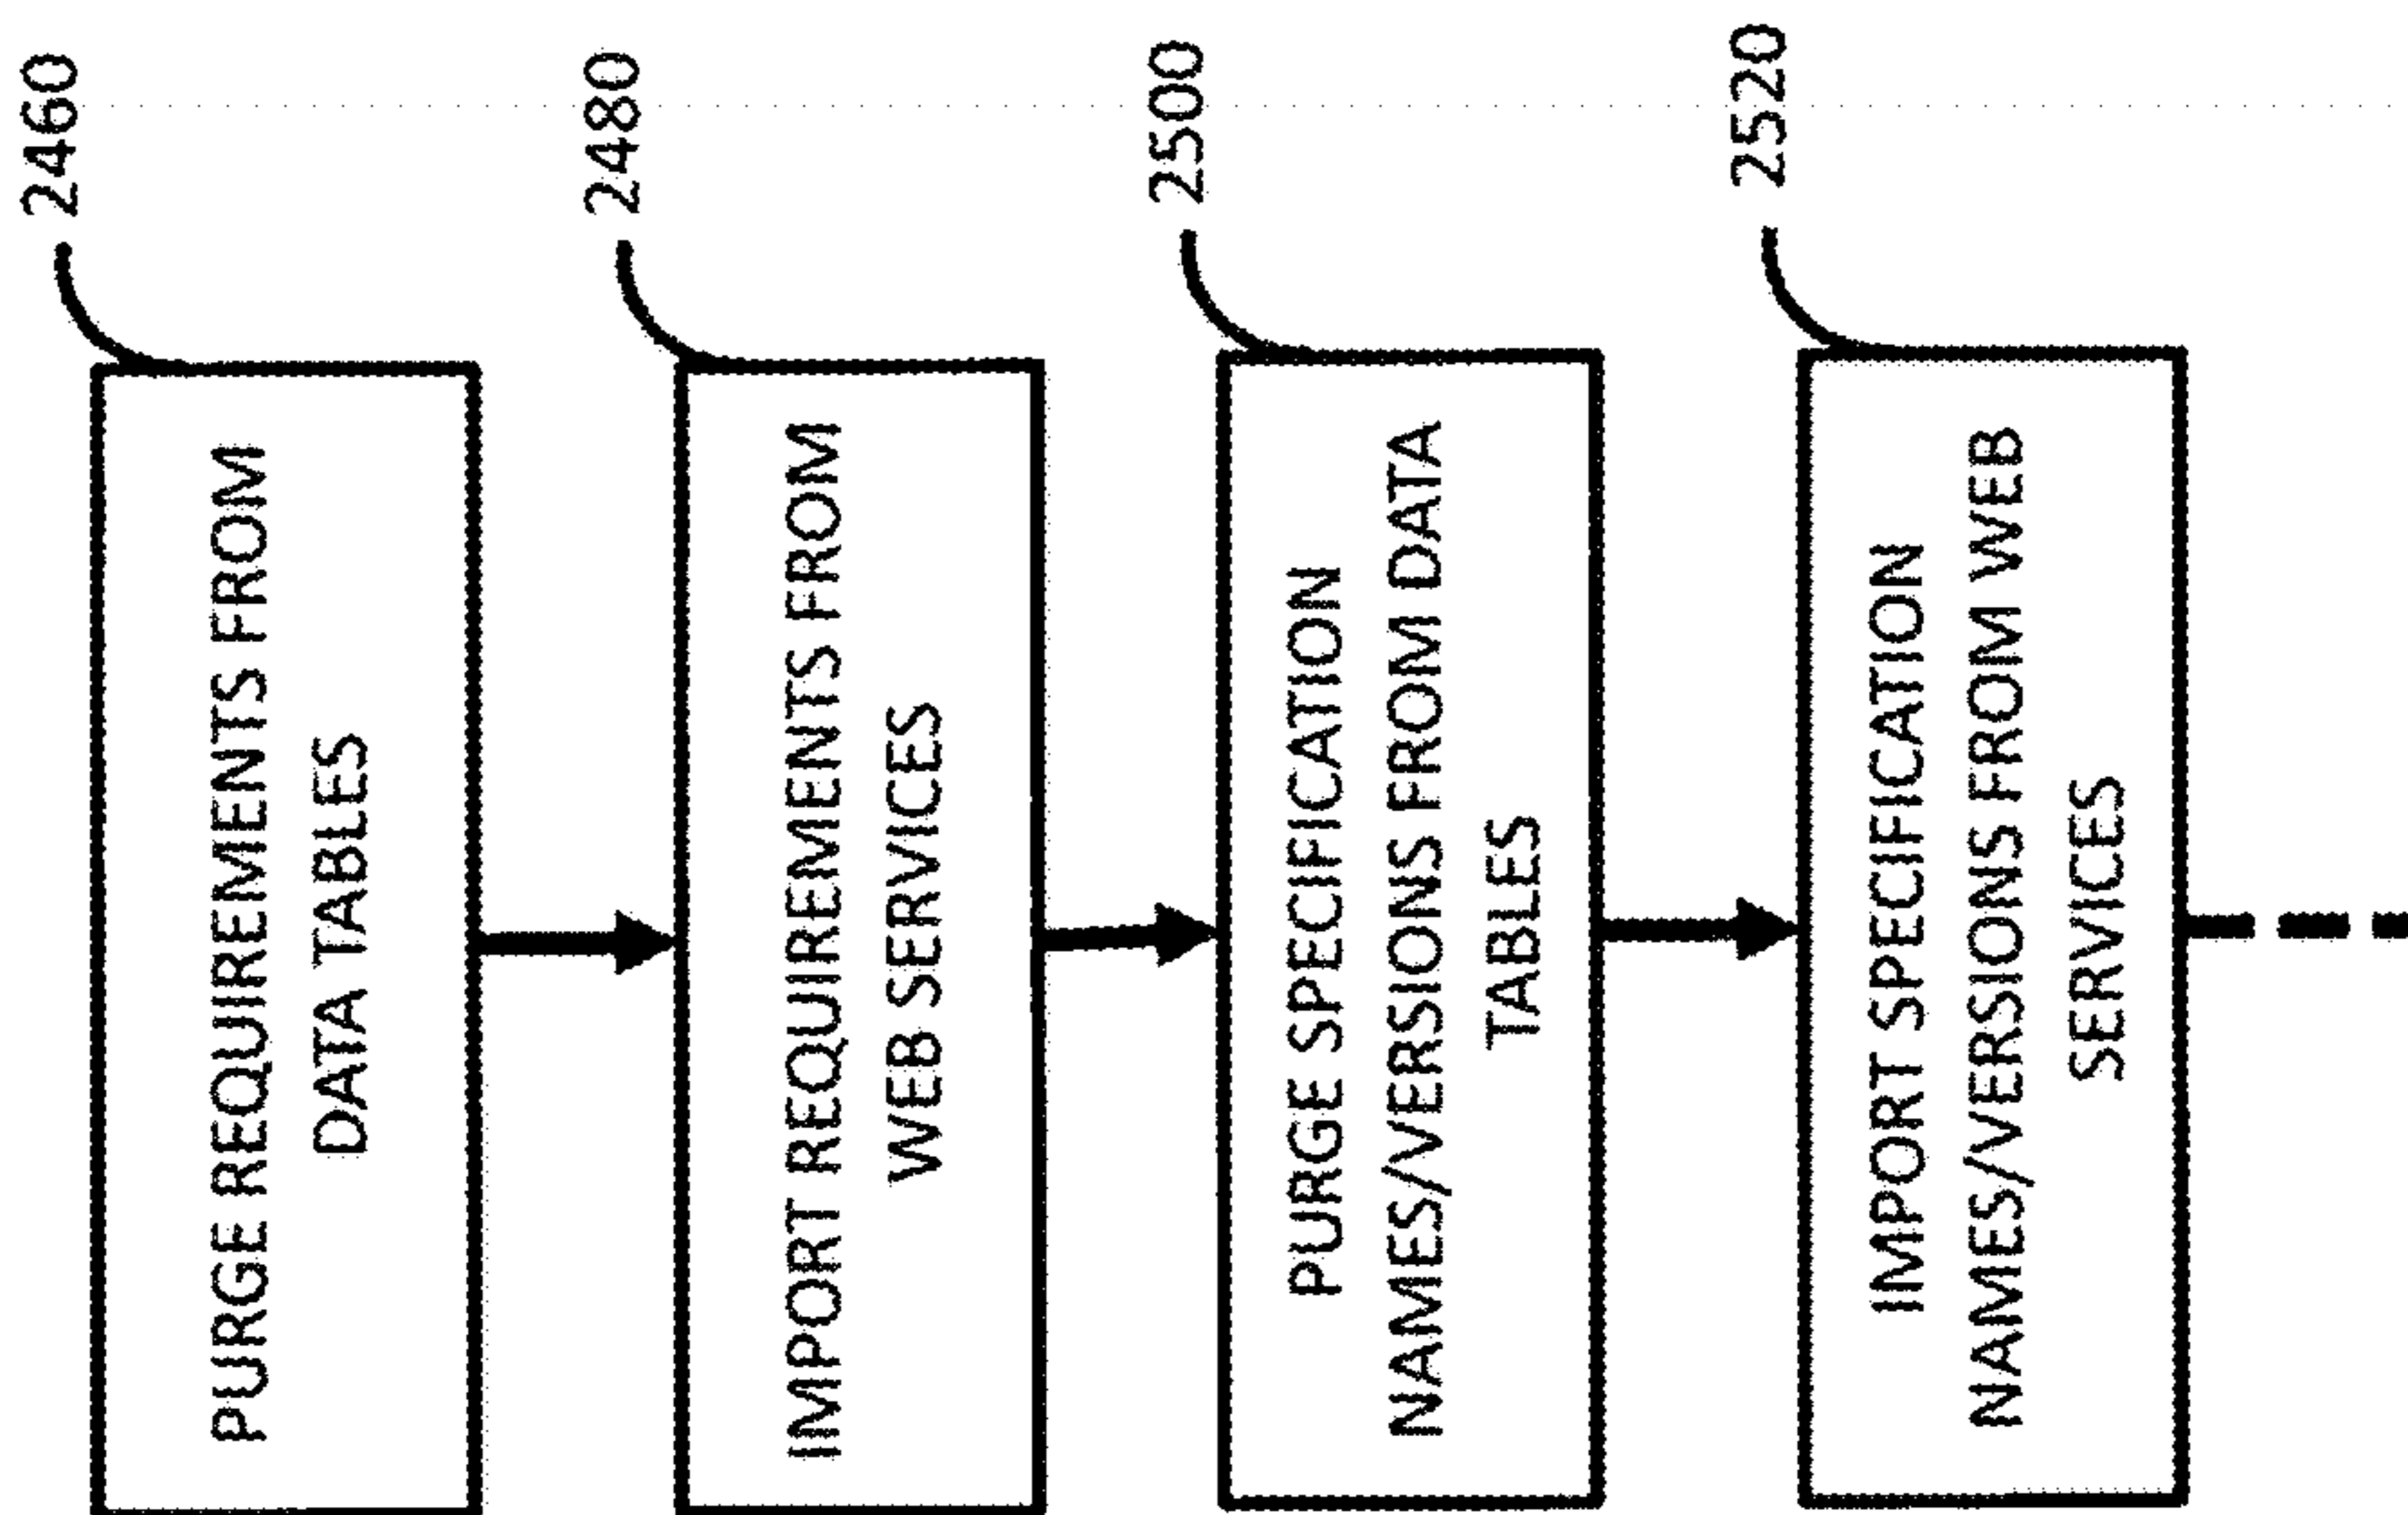 2460
PURGE REQUIREMENTS FROM
DATA TABLES
2480
IMPORT REQUIREMENTS FROM
WEB SERVICES
2500
PURGE SPECIFICATION
NAMES/VERSIONS FROM DATA
TABLES
2520
IMPORT SPECIFICATION
NAMES/VERSIONS FROM WEB
SERVICES